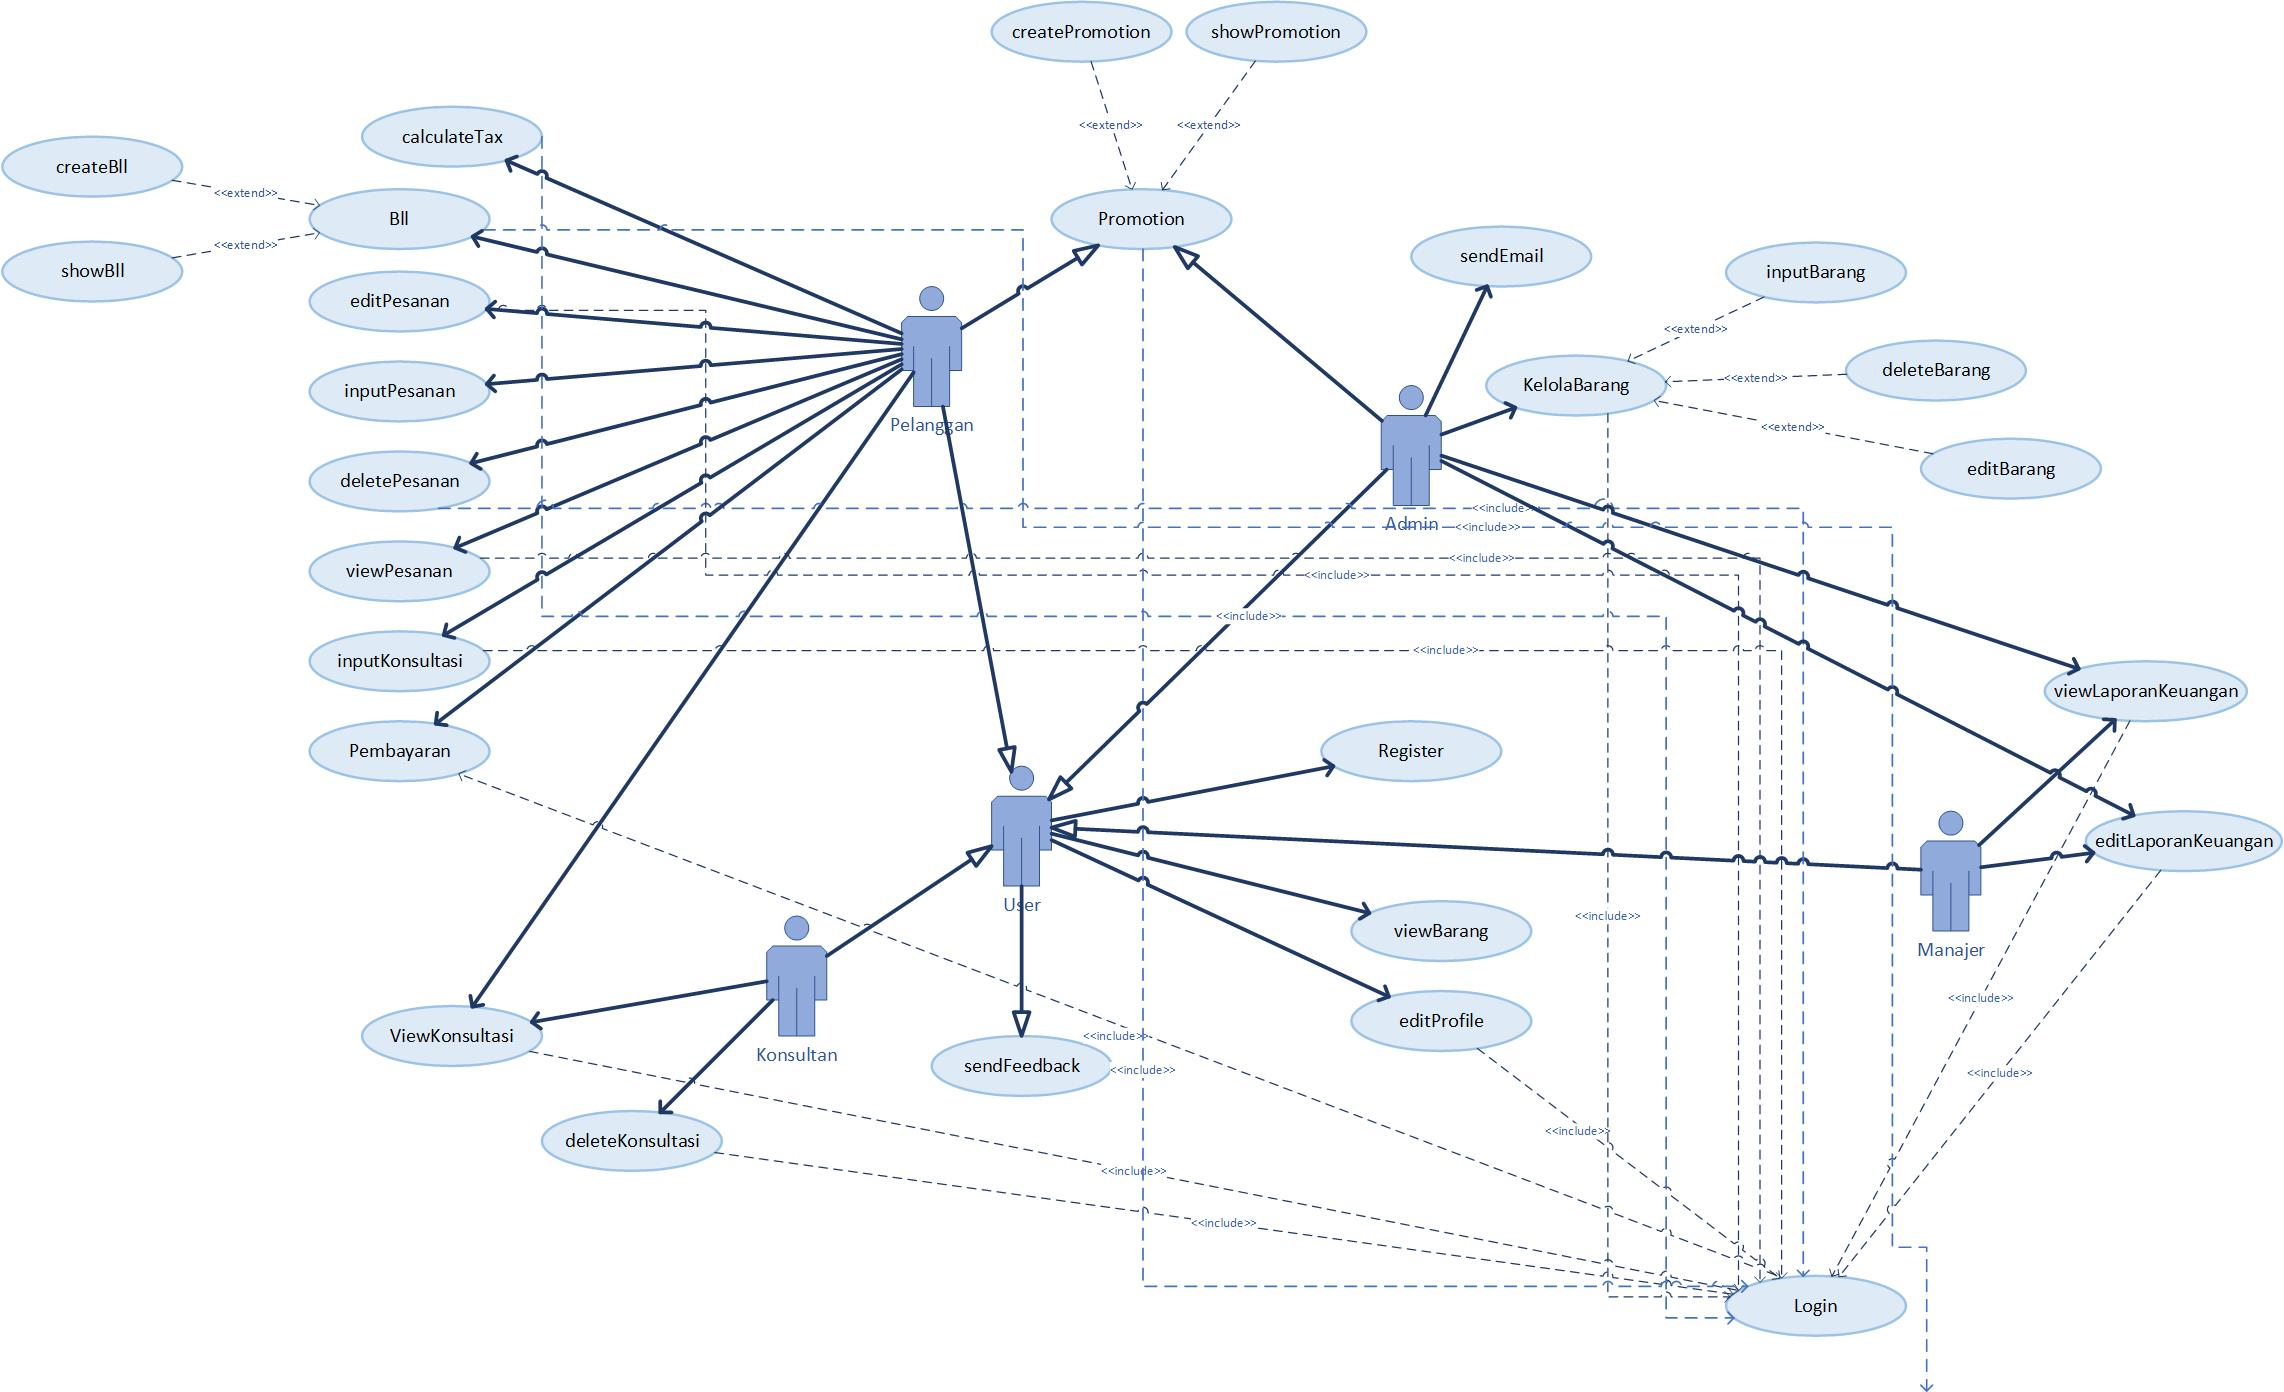 createPromotion
showPromotion
<<extend>>
<<extend>>
calculateTax
createBll
<<extend>>
Bll
Promotion
showBll
<<extend>>
sendEmail
inputBarang
editPesanan
<<extend>>
deleteBarang
<<extend>>
KelolaBarang
inputPesanan
Pelanggan
<<extend>>
editBarang
deletePesanan
<<include>>
Admin
<<include>>
<<include>>
viewPesanan
<<include>>
<<include>>
<<include>>
inputKonsultasi
viewLaporanKeuangan
Pembayaran
Register
editLaporanKeuangan
User
<<include>>
viewBarang
Manajer
<<include>>
editProfile
ViewKonsultasi
<<include>>
Konsultan
sendFeedback
<<include>>
<<include>>
<<include>>
deleteKonsultasi
<<include>>
<<include>>
Login